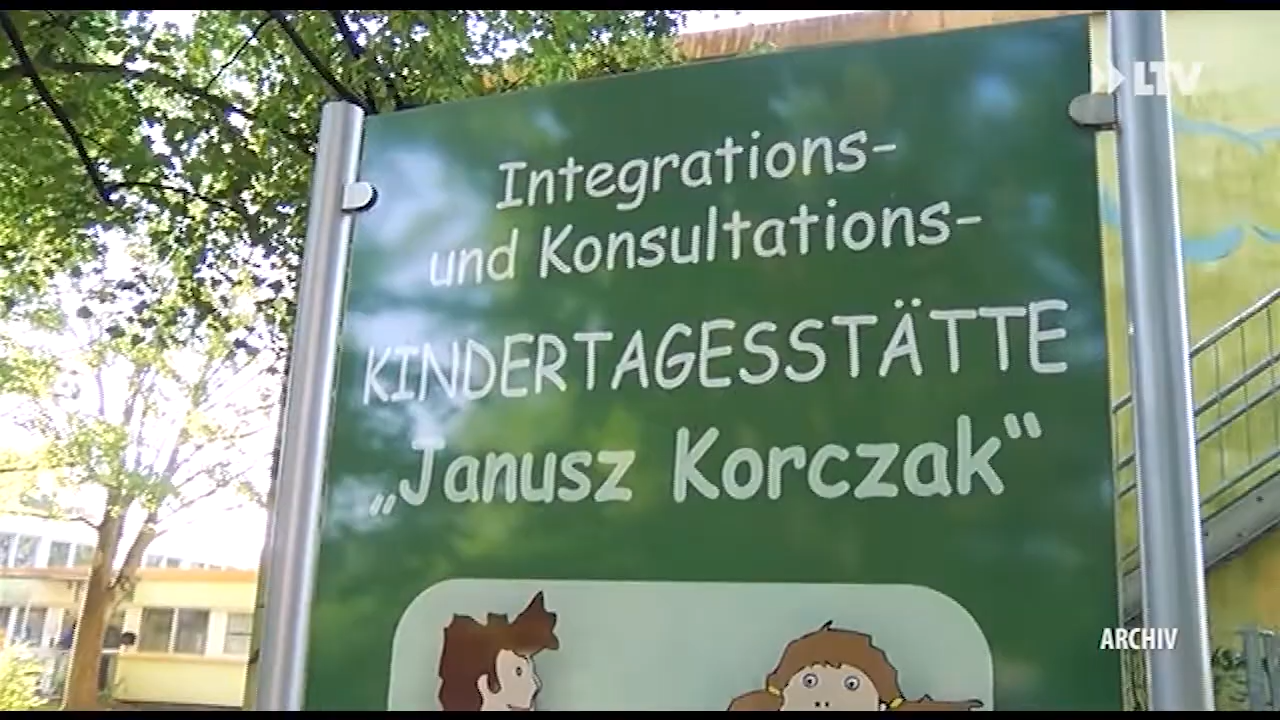 LTV
Integrations-
und Konsultations-
KINDERTAGESSTÄTTE
„Janusz Korczak“
ARCHIV